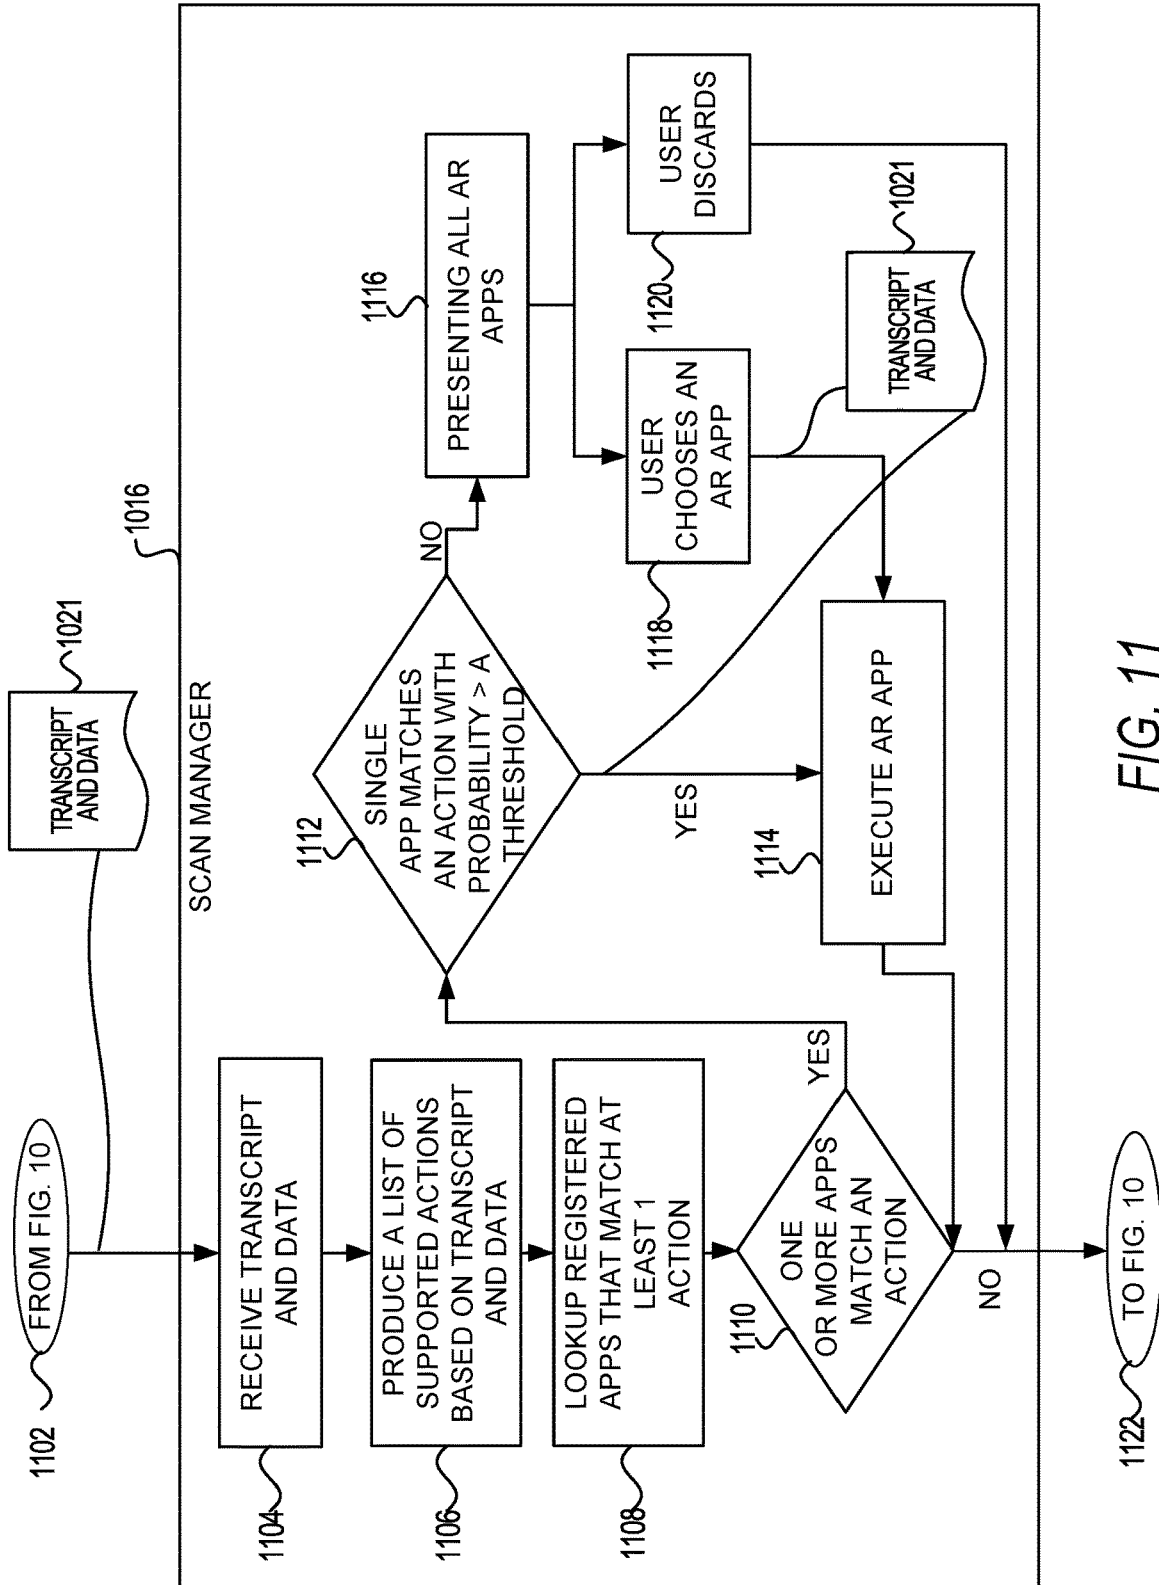 1102
FROM FIG. 10
TRANSCRIPT
AND DATA
1021
1016
SCAN MANAGER
1104
RECEIVE TRANSCRIPT
AND DATA
1106
PRODUCE A LIST OF
SUPPORTED ACTIONS
BASED ON TRANSCRIPT
AND DATA
1108
LOOKUP REGISTERED
APPS THAT MATCH AT
LEAST 1
ACTION
1110
ONE
OR MORE APPS
MATCH AN
ACTION
YES
NO
1112
SINGLE
APP MATCHES
AN ACTION WITH
PROBABILITY > A
THRESHOLD
NO
YES
1116
PRESENTING ALL AR
APPS
1118
USER
CHOOSES AN
AR APP
1120
USER
DISCARDS
TRANSCRIPT
AND DATA
1021
1114
EXECUTE AR APP
1122
TO FIG. 10
FIG. 11